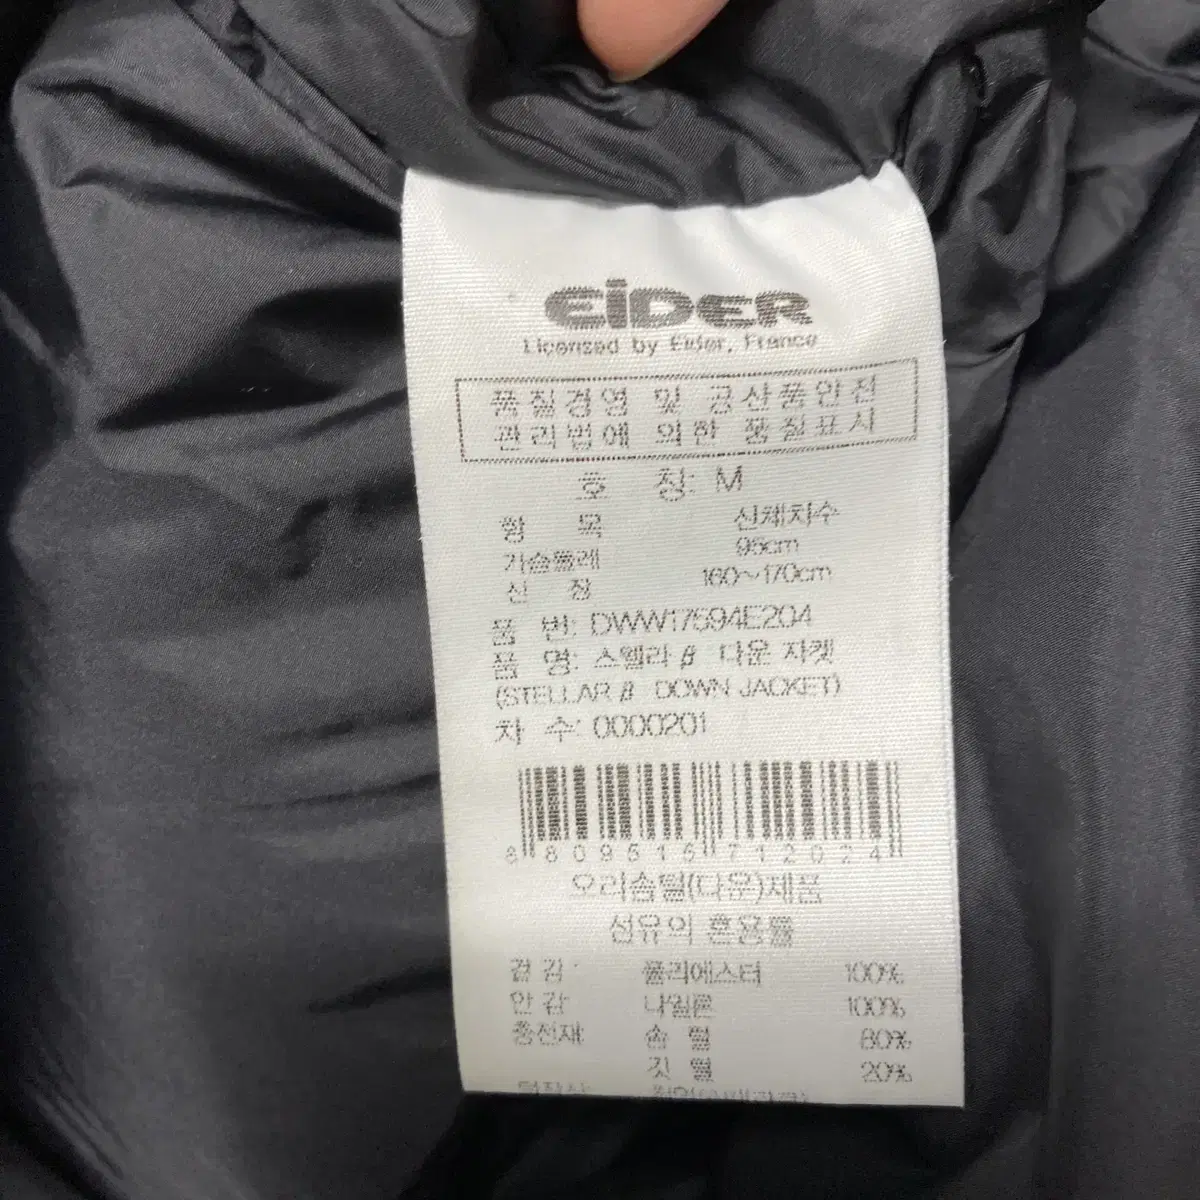 EiDER
Licensed by Eider, France
품질경영 및 공산품안전
관리법에 의한 품질표시
호 칭: M
항 목 신체치수
가슴둘레 95cm
신 장 160~170cm
품 번: DWW17594E204
품 명: 스텔라 β 다운 자켓
(STELLAR β DOWN JACKET)
차 수: 0000201
8809515712024
오리솜털(다운)제품
섬유의 혼용률
겉감: 폴리에스터 100%
안감 나일론 100%
충전재 솜 털 80%
깃 털 20%